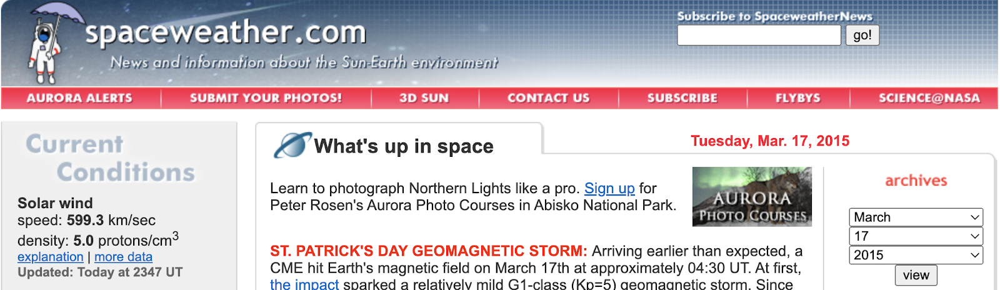 spaceweather.com
News and information about the Sun-Earth environment
Subscribe to SpaceweatherNews
go!
AURORA ALERTS
SUBMIT YOUR PHOTOS!
3D SUN
CONTACT US
SUBSCRIBE
FLYBYS
SCIENCE@NASA
Current
Conditions
Solar wind
speed: 599.3 km/sec
density: 5.0 protons/cm3
explanation | more data
Updated: Today at 2347 UT
What's up in space
Tuesday, Mar. 17, 2015
Learn to photograph Northern Lights like a pro. Sign up for
Peter Rosen's Aurora Photo Courses in Abisko National Park.
AURORA
PHOTO COURSES
ST. PATRICK'S DAY GEOMAGNETIC STORM: Arriving earlier than expected, a
CME hit Earth's magnetic field on March 17th at approximately 04:30 UT. At first,
the impact sparked a relatively mild G1-class (Kp=5) geomagnetic storm. Since
archives
March
17
2015
view